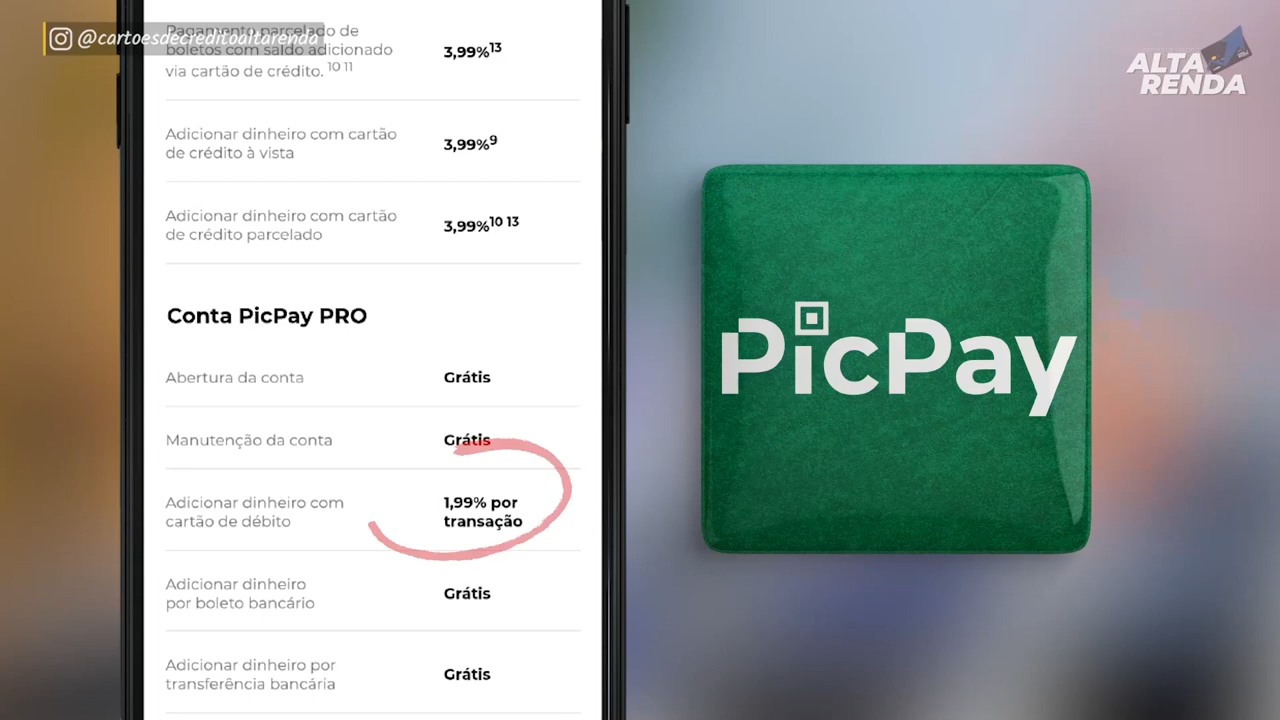 @cartoesdecreditoaltarenda
ALTA
RENDA
Pagamento parcelado de
boletos com saldo adicionado
via cartão de crédito. 10 11
3,99%13
Adicionar dinheiro com cartão
de crédito à vista
3,99%9
Adicionar dinheiro com cartão
de crédito parcelado
3,99%10 13
Conta PicPay PRO
Abertura da conta
Grátis
Manutenção da conta
Grátis
Adicionar dinheiro com
cartão de débito
1,99% por
transação
Adicionar dinheiro
por boleto bancário
Grátis
Adicionar dinheiro por
transferência bancária
Grátis
PicPay